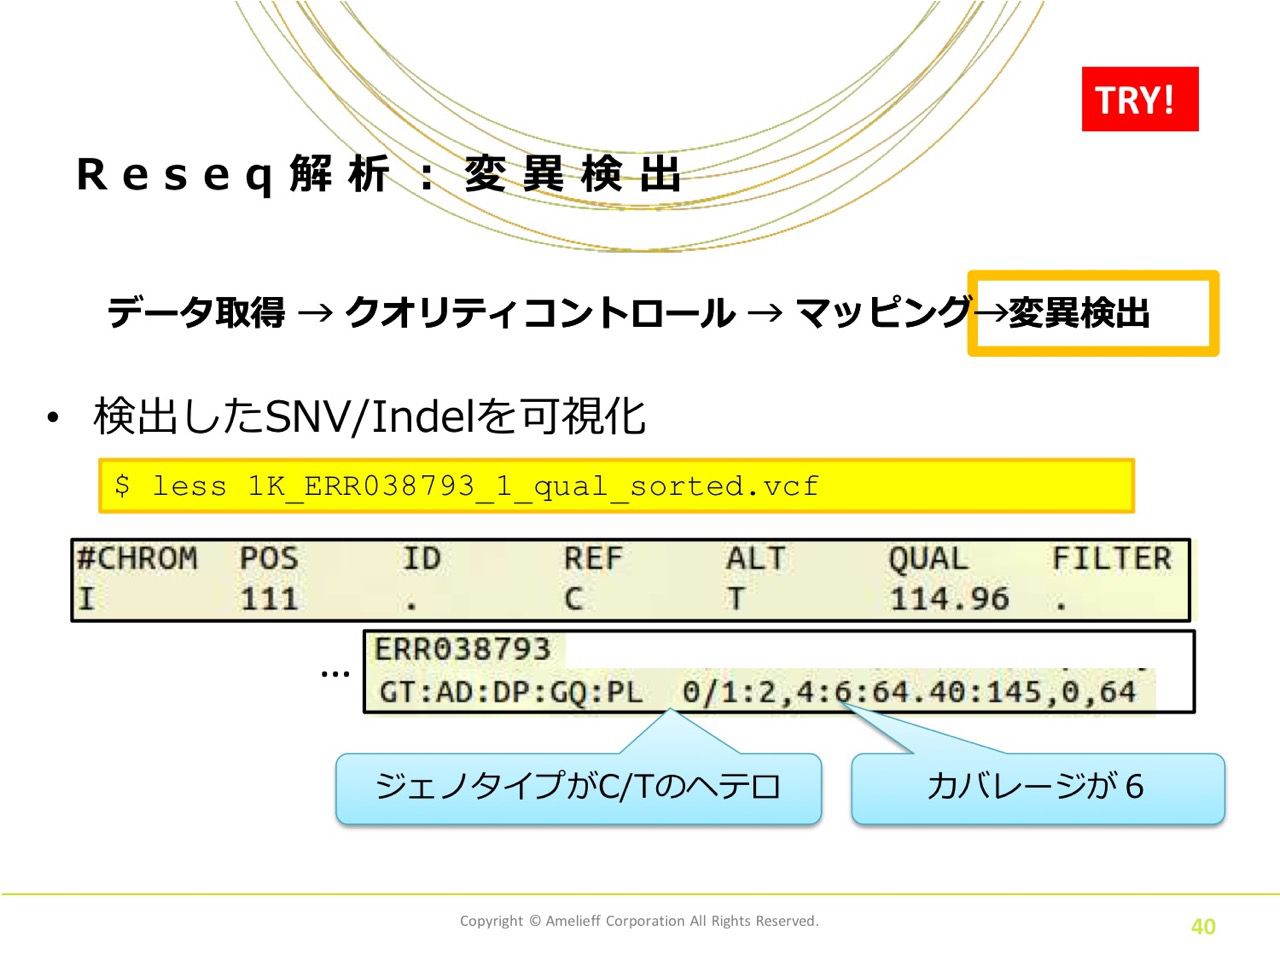 TRY!
Reseq解析：変異検出
データ取得 → クオリティコントロール → マッピング→変異検出
• 検出したSNV/Indelを可視化
$ less 1K_ERR038793_1_qual_sorted.vcf
#CHROM POS ID REF ALT QUAL FILTER
I 111 . C T 114.96 .
ERR038793
…
GT:AD:DP:GQ:PL 0/1:2,4:6:64.40:145,0,64
ジェノタイプがC/Tのヘテロ
カバレージが６
Copyright © Amelieff Corporation All Rights Reserved.
40